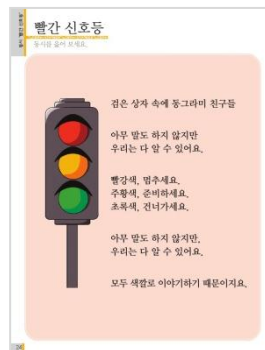 빨간 신호등
동시를 읽어 보세요.
검은 상자 속에 동그라미 친구들
아무 말도 하지 않지만
우리는 다 알 수 있어요.
빨강색, 멈추세요.
주황색, 준비하세요.
초록색, 건너가세요.
아무 말도 하지 않지만,
우리는 다 알 수 있어요.
모두 색깔로 이야기하기 때문이지요.